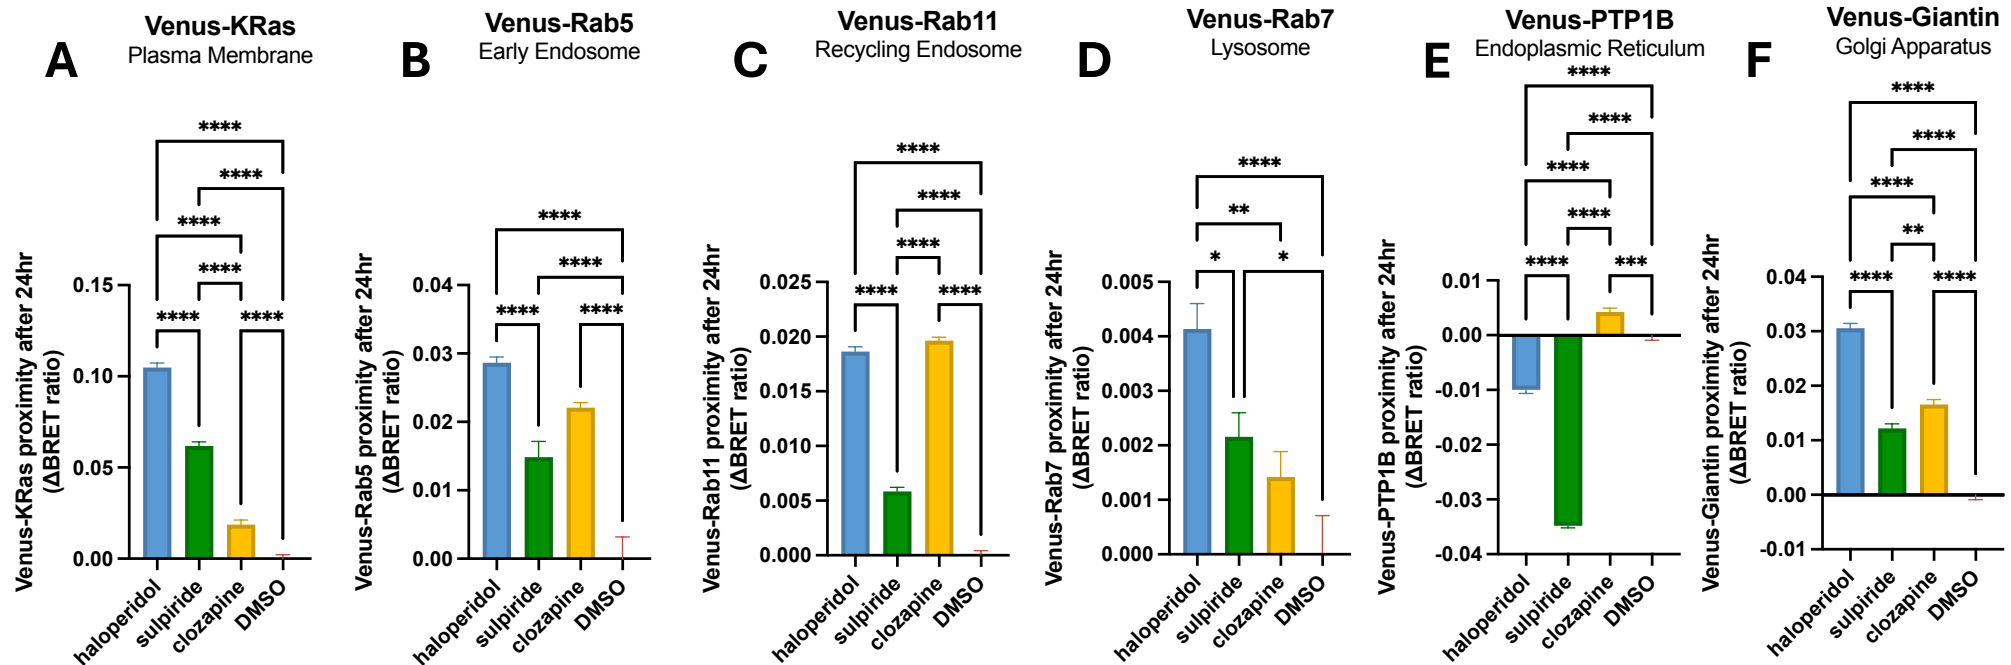 A
Venus-KRas
Plasma Membrane
Venus-KRas proximity after 24hr
(ΔBRET ratio)
****
****
****
****
****
****
0.15
0.10
0.05
0.00
haloperidol
sulpiride
clozapine
DMSO
B
Venus-Rab5
Early Endosome
Venus-Rab5 proximity after 24hr
(ΔBRET ratio)
****
****
****
****
0.04
0.03
0.02
0.01
0.00
haloperidol
sulpiride
clozapine
DMSO
C
Venus-Rab11
Recycling Endosome
Venus-Rab11 proximity after 24hr
(ΔBRET ratio)
****
****
****
****
****
0.025
0.020
0.015
0.010
0.005
0.000
haloperidol
sulpiride
clozapine
DMSO
D
Venus-Rab7
Lysosome
Venus-Rab7 proximity after 24hr
(ΔBRET ratio)
****
**
*
*
0.005
0.004
0.003
0.002
0.001
0.000
haloperidol
sulpiride
clozapine
DMSO
E
Venus-PTP1B
Endoplasmic Reticulum
Venus-PTP1B proximity after 24hr
(ΔBRET ratio)
****
****
****
****
****
***
0.01
0.00
-0.01
-0.02
-0.03
-0.04
haloperidol
sulpiride
clozapine
DMSO
F
Venus-Giantin
Golgi Apparatus
Venus-Giantin proximity after 24hr
(ΔBRET ratio)
****
****
****
**
****
****
0.04
0.03
0.02
0.01
0.00
-0.01
haloperidol
sulpiride
clozapine
DMSO